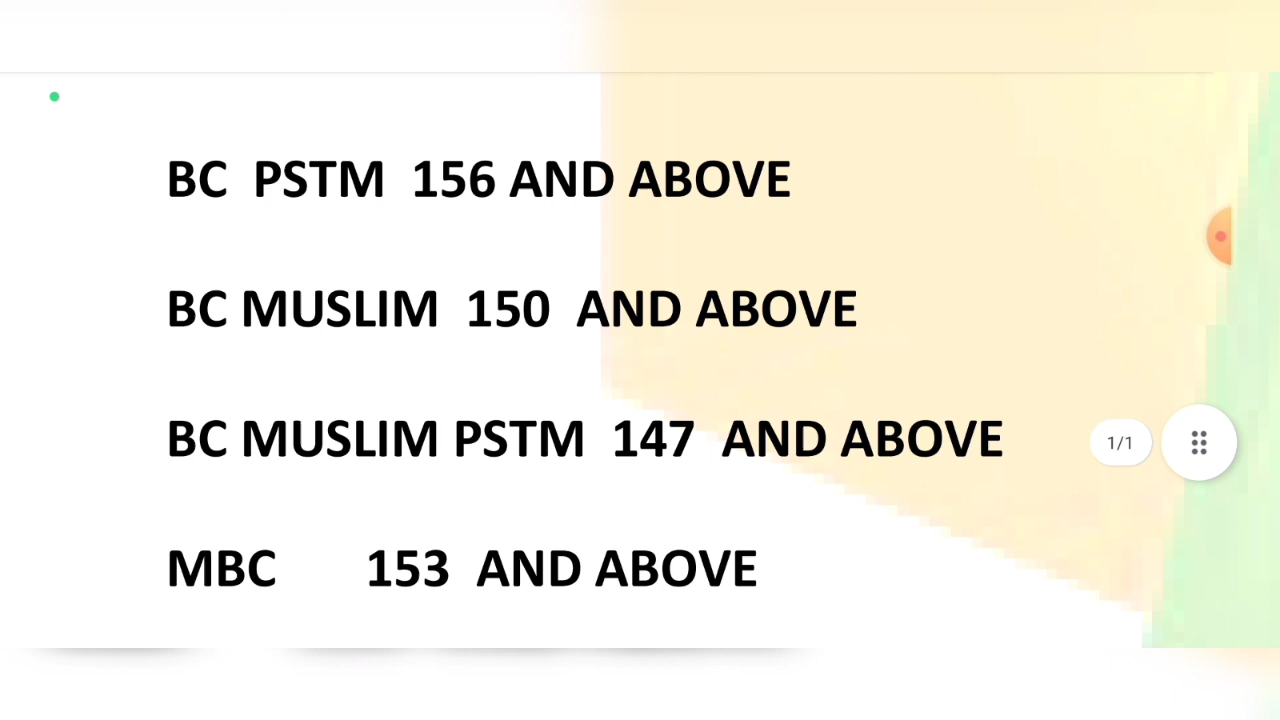 BC PSTM 156 AND ABOVE
BC MUSLIM 150 AND ABOVE
BC MUSLIM PSTM 147 AND ABOVE
1/1
MBC 153 AND ABOVE